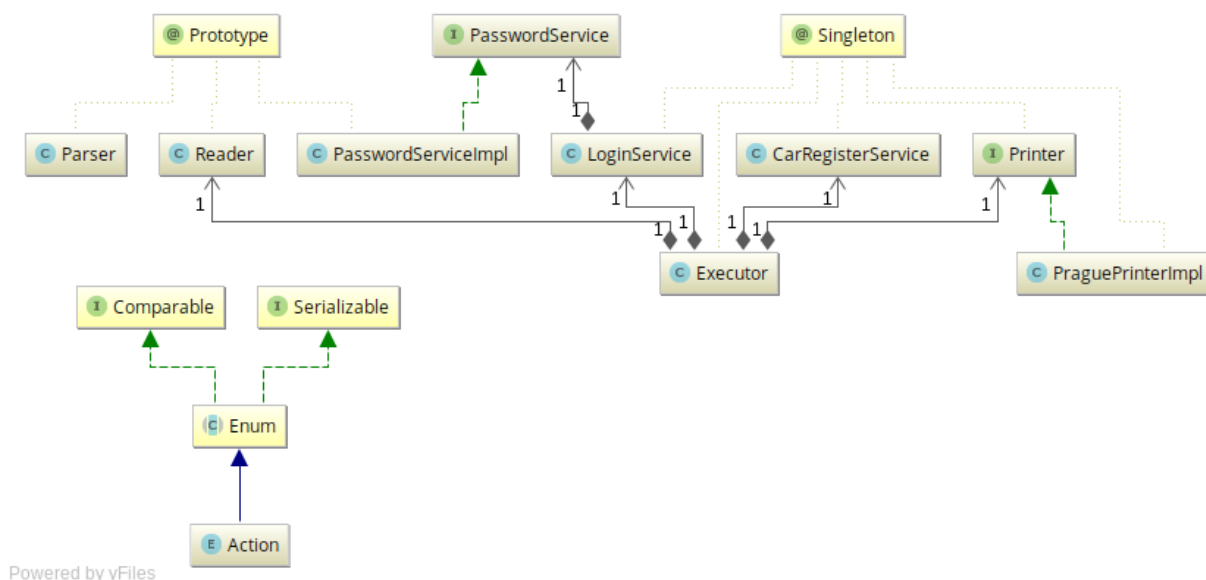 @ Prototype
I PasswordService
@ Singleton
1
1
C Parser
C Reader
C PasswordServiceImpl
C LoginService
C CarRegisterService
I Printer
1
1
1
1
1
1
1
1
C Executor
C PraguePrinterImpl
I Comparable
I Serializable
C Enum
E Action
Powered by yFiles